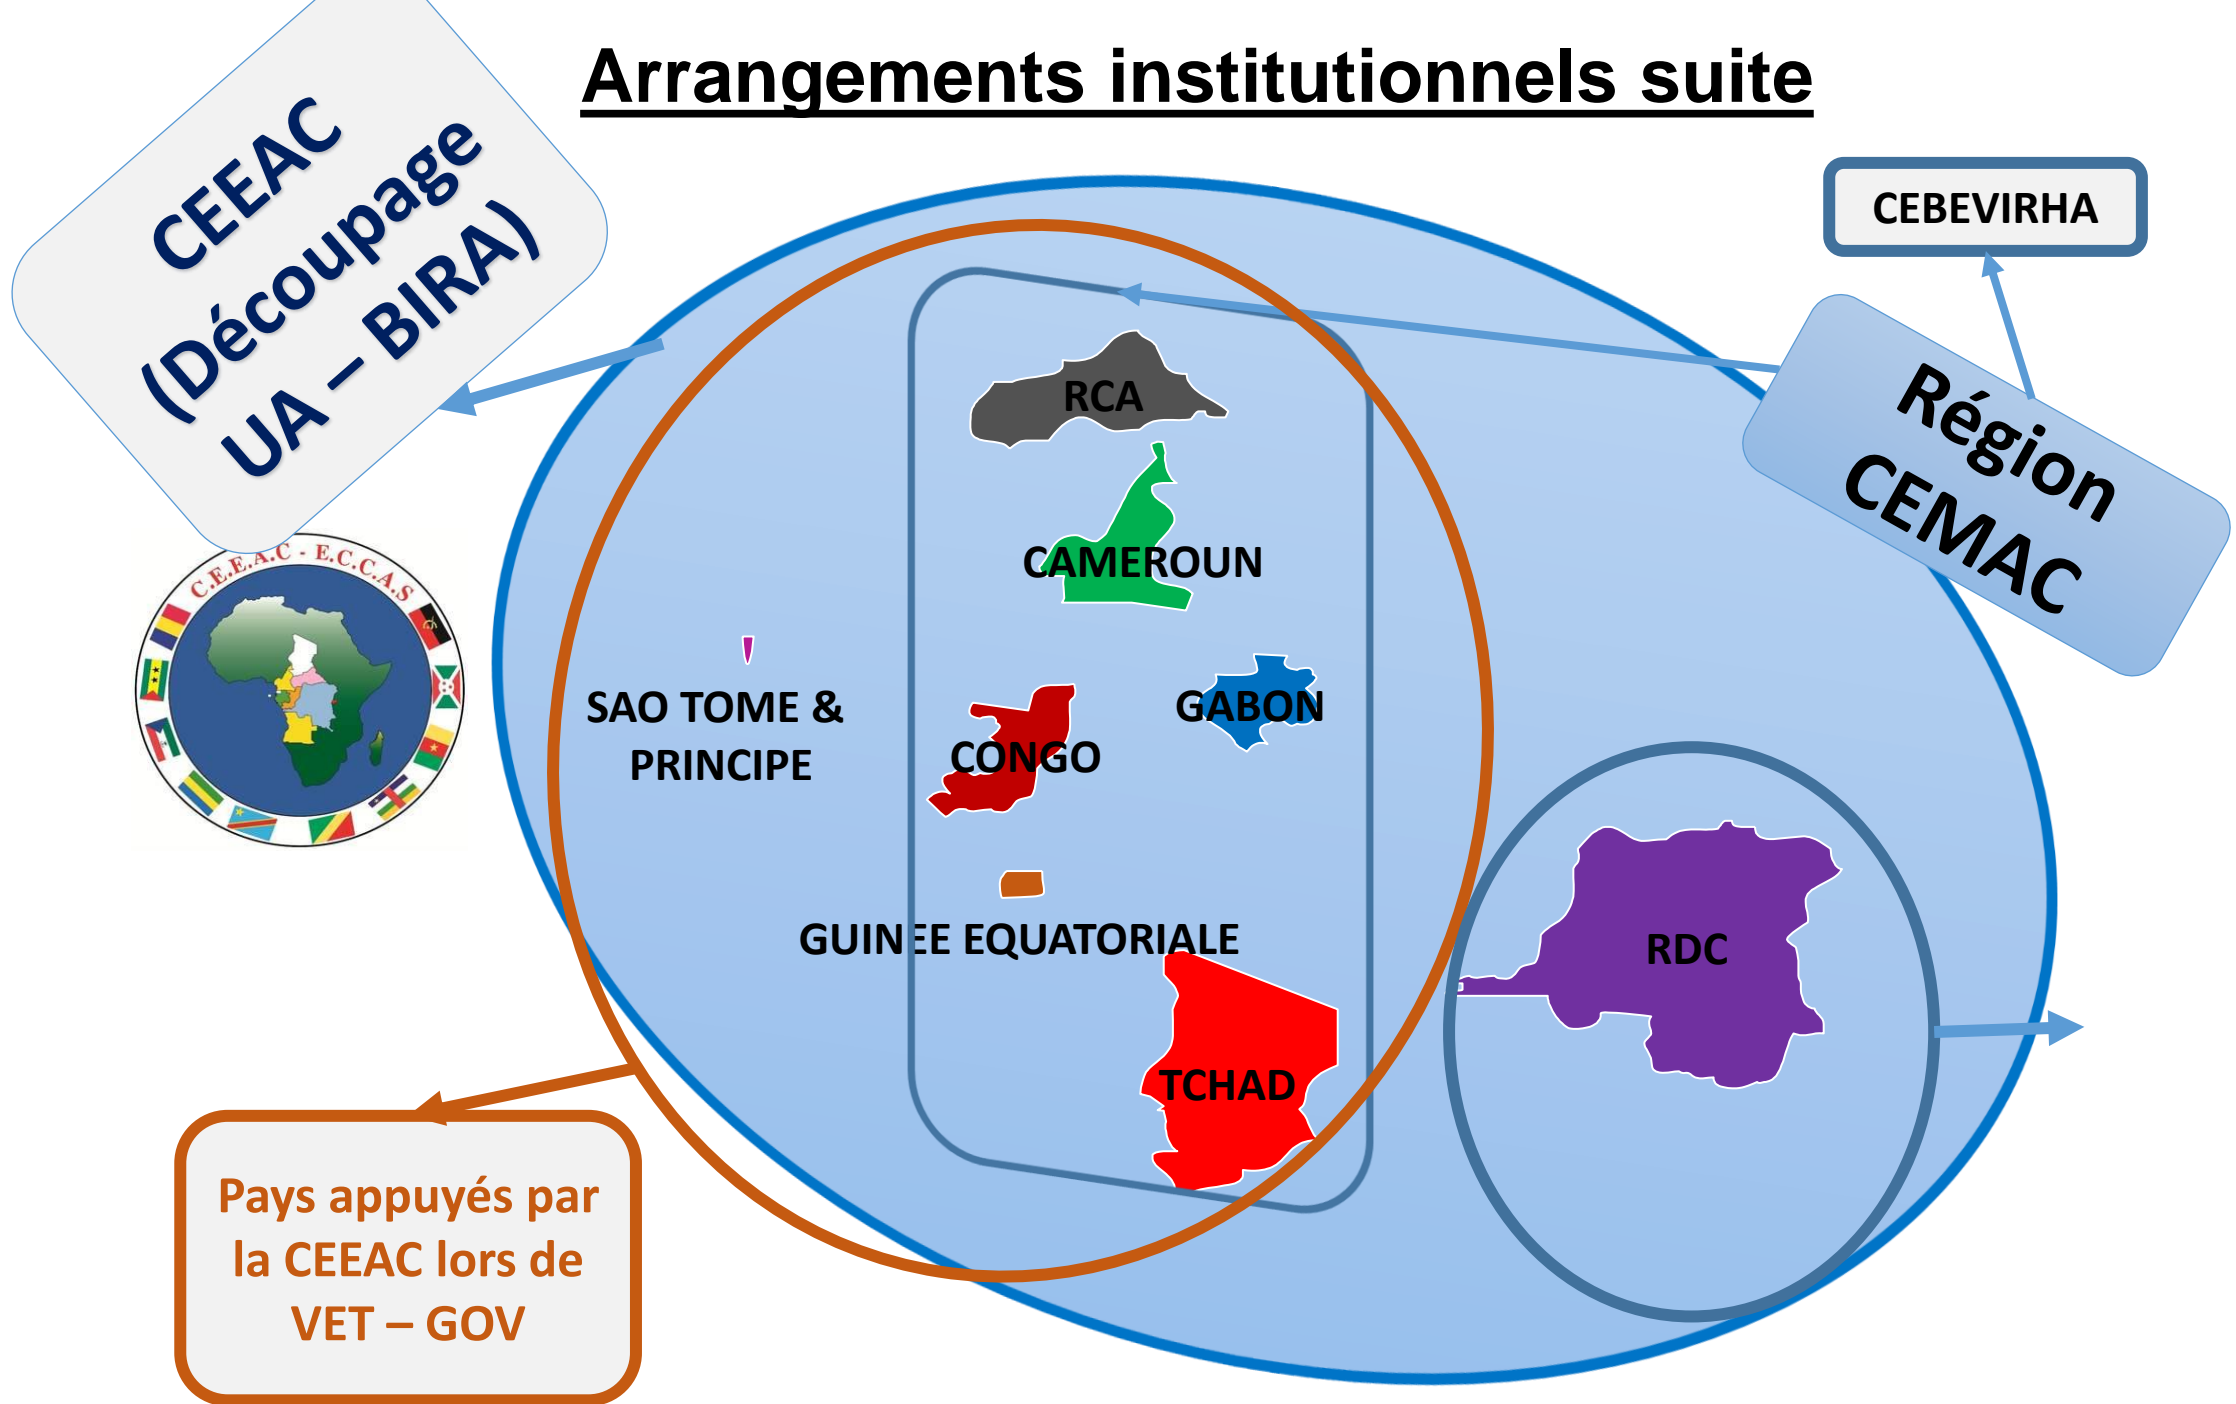 Arrangements institutionnels suite
CEEAC
(Découpage
UA – BIRA)
CEBEVIRHA
Région
CEMAC
RCA
CAMEROUN
C.E.E.A.C - E.C.C.A.S
SAO TOME &
PRINCIPE
GABON
CONGO
GUINEE EQUATORIALE
RDC
TCHAD
Pays appuyés par
la CEEAC lors de
VET – GOV